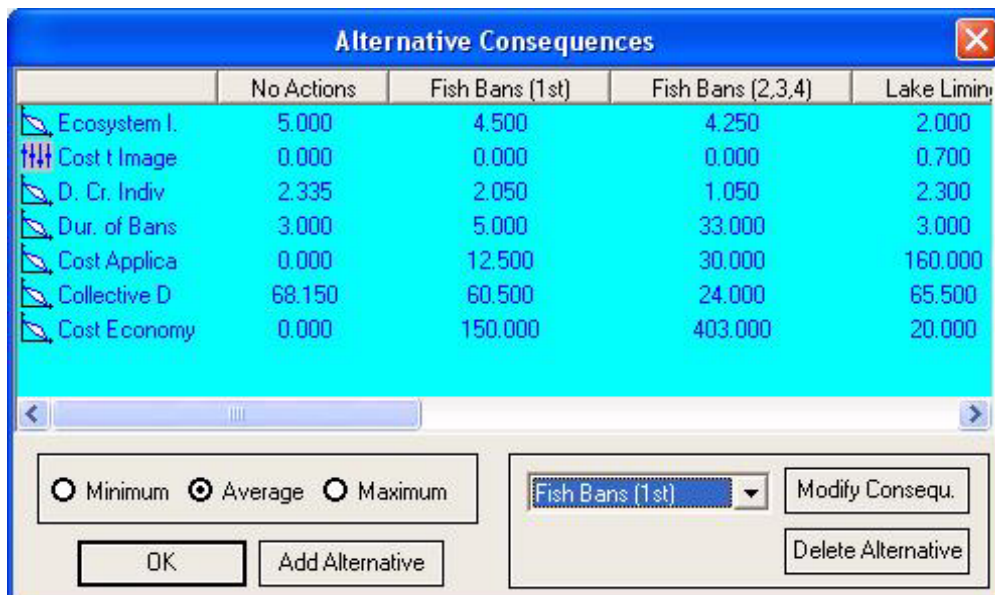 Alternative Consequences
No Actions Fish Bans (1st) Fish Bans (2,3,4) Lake Liming
Ecosystem I. 5.000 4.500 4.250 2.000
Cost t Image 0.000 0.000 0.000 0.700
D. Cr. Indiv 2.335 2.050 1.050 2.300
Dur. of Bans 3.000 5.000 33.000 3.000
Cost Applica 0.000 12.500 30.000 160.000
Collective D 68.150 60.500 24.000 65.500
Cost Economy 0.000 150.000 403.000 20.000
Minimum Average Maximum
Fish Bans (1st) Modify Consequ.
OK Add Alternative Delete Alternative